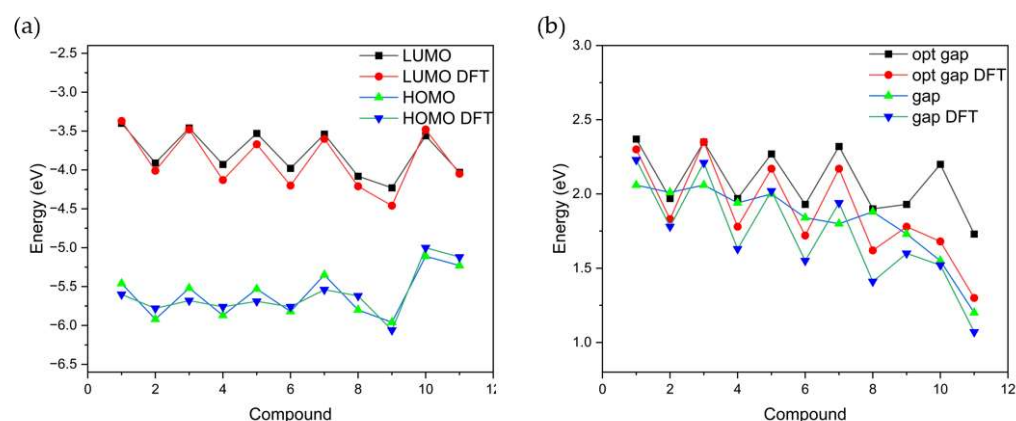 (a)
−2.5
−3.0
−3.5
−4.0
−4.5
−5.0
−5.5
−6.0
−6.5
Energy (eV)
LUMO
LUMO DFT
HOMO
HOMO DFT
0 2 4 6 8 10 12
Compound
(b)
3.0
2.5
2.0
1.5
1.0
Energy (eV)
opt gap
opt gap DFT
gap
gap DFT
0 2 4 6 8 10 12
Compound